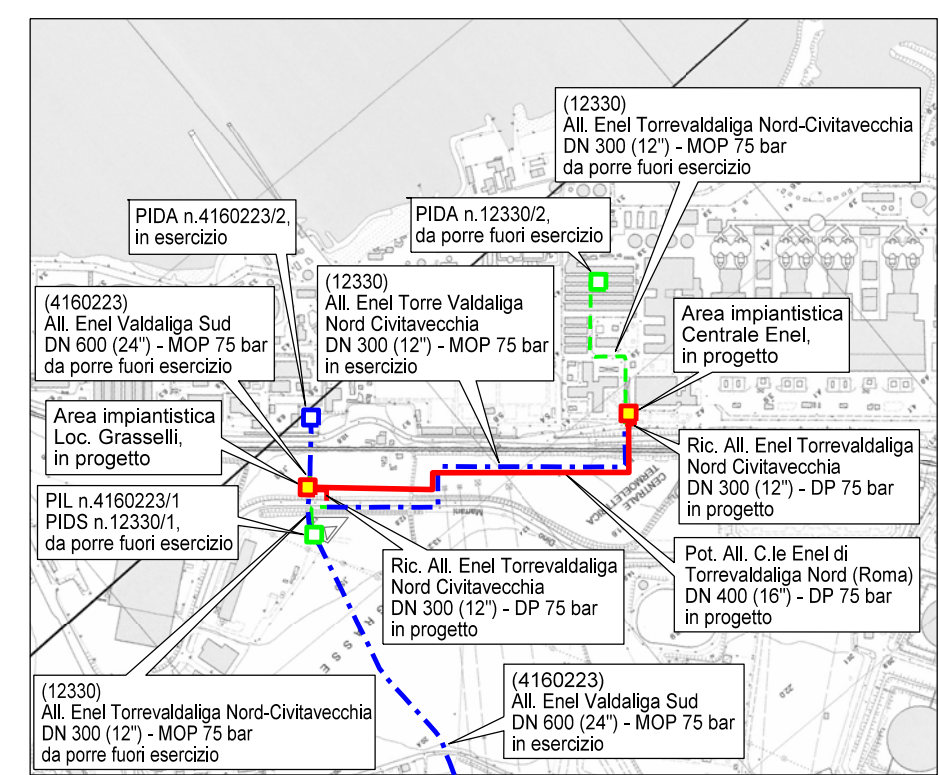 (12330)
All. Enel Torrevaldaliga Nord-Civitavecchia
DN 300 (12") - MOP 75 bar
da porre fuori esercizio
PIDA n.4160223/2,
in esercizio
PIDA n.12330/2,
da porre fuori esercizio
(4160223)
All. Enel Valdaliga Sud
DN 600 (24") - MOP 75 bar
da porre fuori esercizio
(12330)
All. Enel Torre Valdaliga
Nord Civitavecchia
DN 300 (12") - MOP 75 bar
in esercizio
Area impiantistica
Centrale Enel,
in progetto
Area impiantistica
Loc. Grasselli,
in progetto
Ric. All. Enel Torrevaldaliga
Nord Civitavecchia
DN 300 (12") - DP 75 bar
in progetto
PIL n.4160223/1
PIDS n.12330/1,
da porre fuori esercizio
Ric. All. Enel Torrevaldaliga
Nord Civitavecchia
DN 300 (12") - DP 75 bar
in progetto
Pot. All. C.le Enel di
Torrevaldaliga Nord (Roma)
DN 400 (16") - DP 75 bar
in progetto
(12330)
All. Enel Torrevaldaliga Nord-Civitavecchia
DN 300 (12") - MOP 75 bar
da porre fuori esercizio
(4160223)
All. Enel Valdaliga Sud
DN 600 (24") - MOP 75 bar
in esercizio
CENTRALE